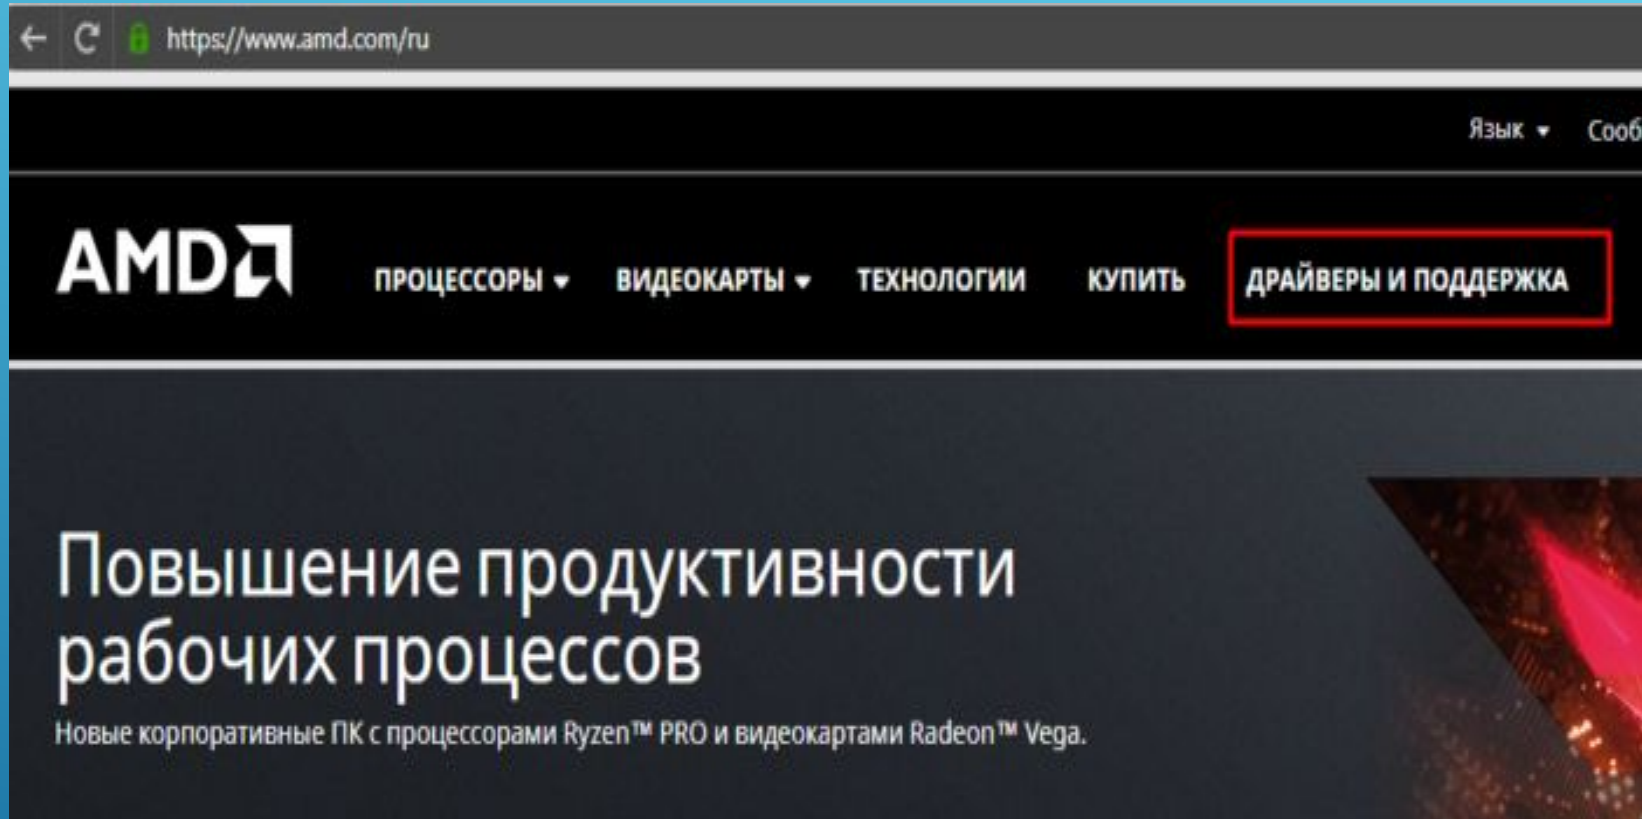 https://www.amd.com/ru
Язык Сооб
AMD ПРОЦЕССОРЫ ВИДЕОКАРТЫ ТЕХНОЛОГИИ КУПИТЬ ДРАЙВЕРЫ И ПОДДЕРЖКА
Повышение продуктивности
рабочих процессов
Новые корпоративные ПК с процессорами Ryzen™ PRO и видеокартами Radeon™ Vega.